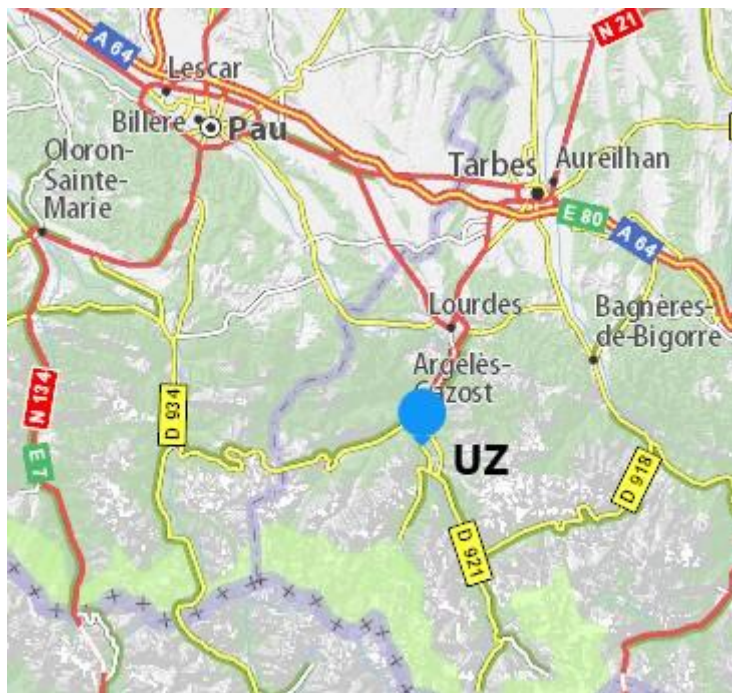 N 21
A 64
Lescar
Billère
Pau
Oloron-
Sainte-
Marie
Tarbes
Aureilhan
E 80
A 64
Lourdes
Bagnères-
de-Bigorre
Argelès-
Gazost
N 134
D 934
UZ
E 7
D 918
D 921